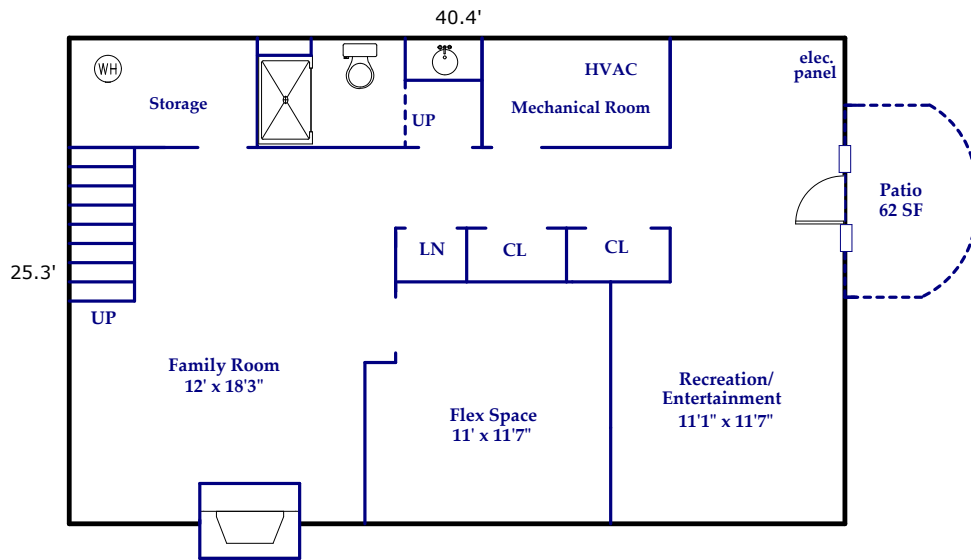 40.4'
WH
Storage
HVAC
Mechanical Room
elec.
panel
UP
Patio
62 SF
LN
CL
CL
25.3'
UP
Family Room
12' x 18'3"
Flex Space
11' x 11'7"
Recreation/
Entertainment
11'1" x 11'7"